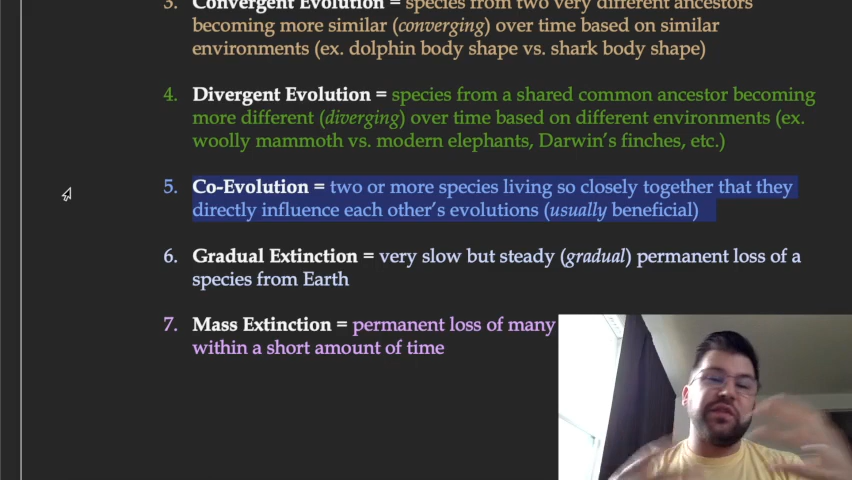 3. Convergent Evolution = species from two very different ancestors
becoming more similar (converging) over time based on similar
environments (ex. dolphin body shape vs. shark body shape)
4. Divergent Evolution = species from a shared common ancestor becoming
more different (diverging) over time based on different environments (ex.
woolly mammoth vs. modern elephants, Darwin's finches, etc.)
5. Co-Evolution = two or more species living so closely together that they
directly influence each other's evolutions (usually beneficial)
6. Gradual Extinction = very slow but steady (gradual) permanent loss of a
species from Earth
7. Mass Extinction = permanent loss of many
within a short amount of time